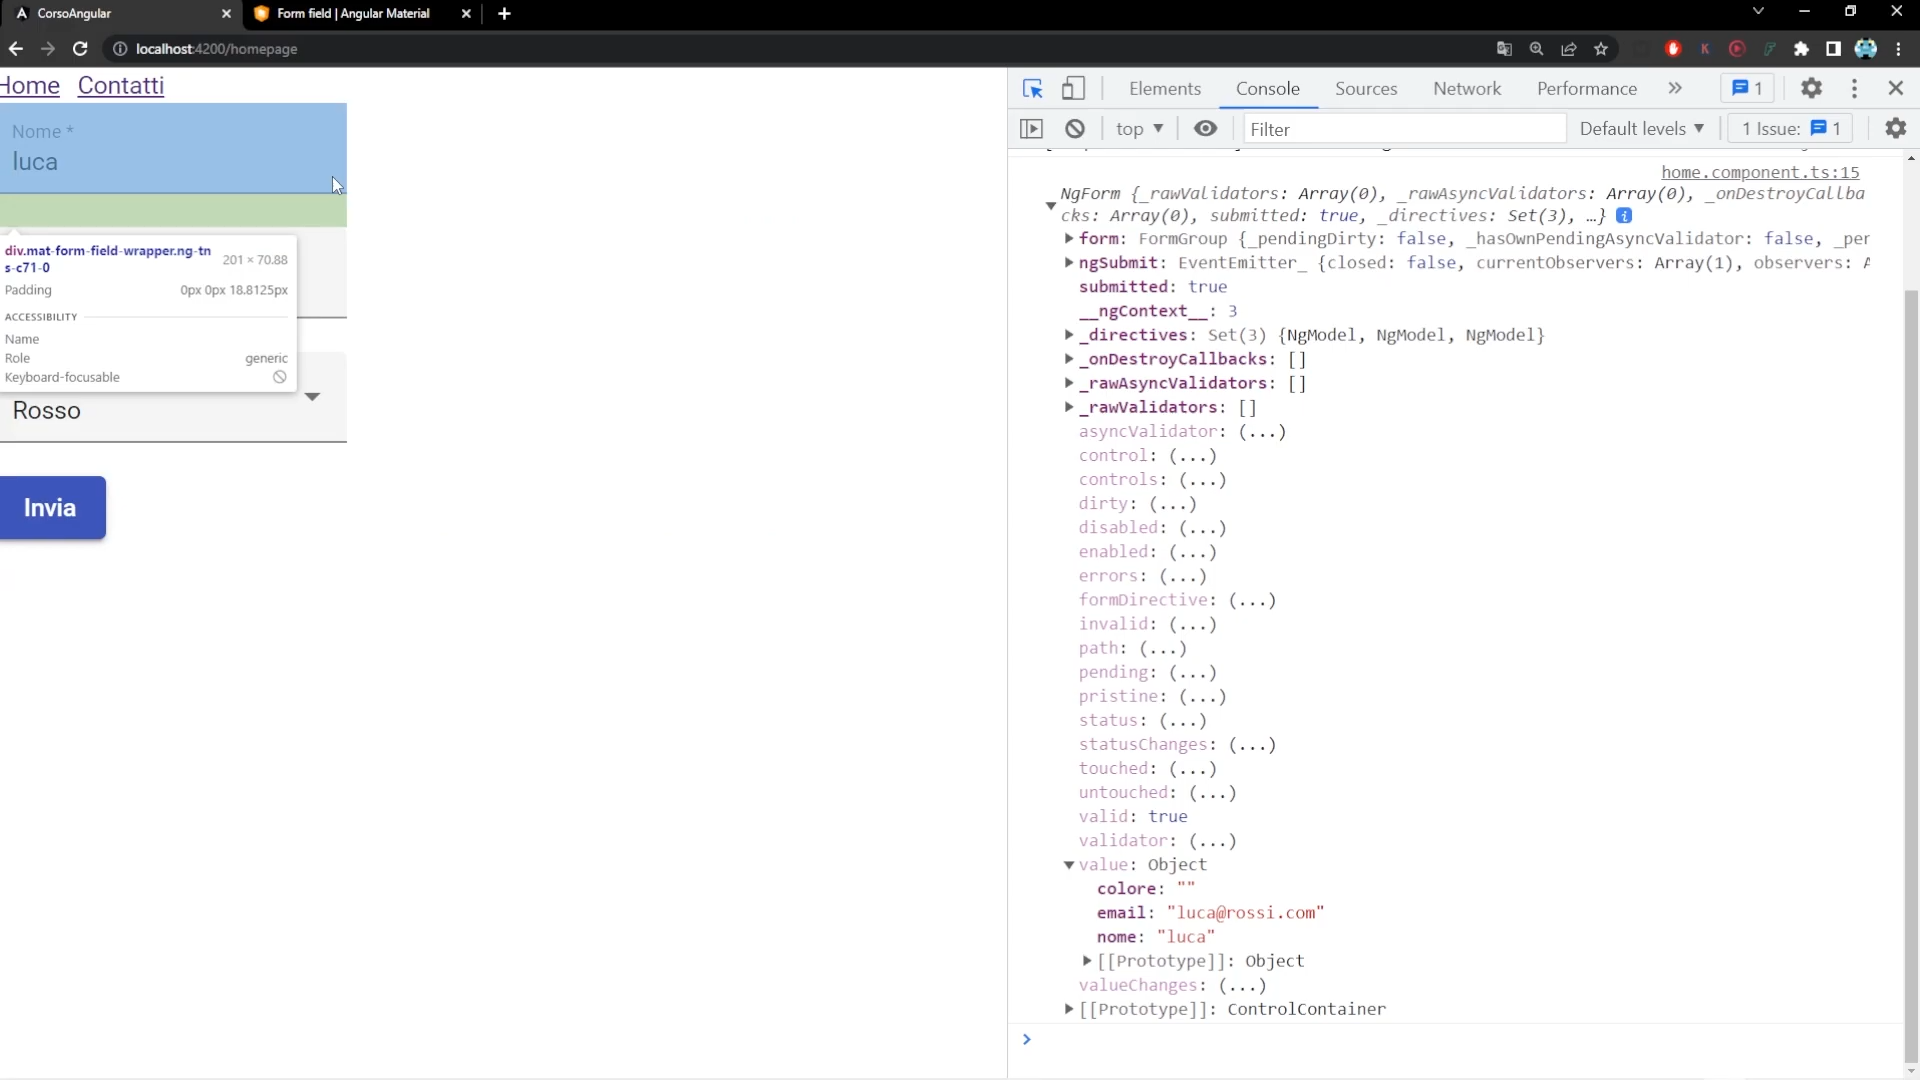 CorsoAngular
Form field | Angular Material
localhost:4200/homepage
Home Contatti
Nome *
luca
div.mat-form-field-wrapper.ng-tn
s-c71-0
201 × 70.88
Padding 0px 0px 18.8125px
ACCESSIBILITY
Name
Role generic
Keyboard-focusable
Rosso
Invia
Elements Console Sources Network Performance » 1
top Filter Default levels 1 Issue: 1
home.component.ts:15
NgForm {_rawValidators: Array(0), _rawAsyncValidators: Array(0), _onDestroyCallba
cks: Array(0), submitted: true, _directives: Set(3), …}
form: FormGroup {_pendingDirty: false, _hasOwnPendingAsyncValidator: false, _per
ngSubmit: EventEmitter_ {closed: false, currentObservers: Array(1), observers: A
submitted: true
__ngContext__: 3
_directives: Set(3) {NgModel, NgModel, NgModel}
_onDestroyCallbacks: []
_rawAsyncValidators: []
_rawValidators: []
asyncValidator: (...)
control: (...)
controls: (...)
dirty: (...)
disabled: (...)
enabled: (...)
errors: (...)
formDirective: (...)
invalid: (...)
path: (...)
pending: (...)
pristine: (...)
status: (...)
statusChanges: (...)
touched: (...)
untouched: (...)
valid: true
validator: (...)
value: Object
colore: ""
email: "luca@rossi.com"
nome: "luca"
[[Prototype]]: Object
valueChanges: (...)
[[Prototype]]: ControlContainer